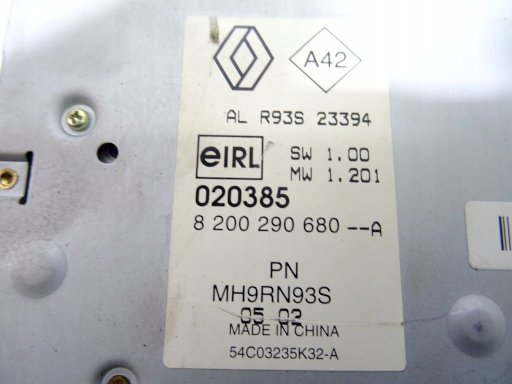 A42
AL R93S 23394
eIRL SW 1.00
MW 1.201
020385
8 200 290 680 --A
PN
MH9RN93S
05 02
MADE IN CHINA
54C03235K32-A